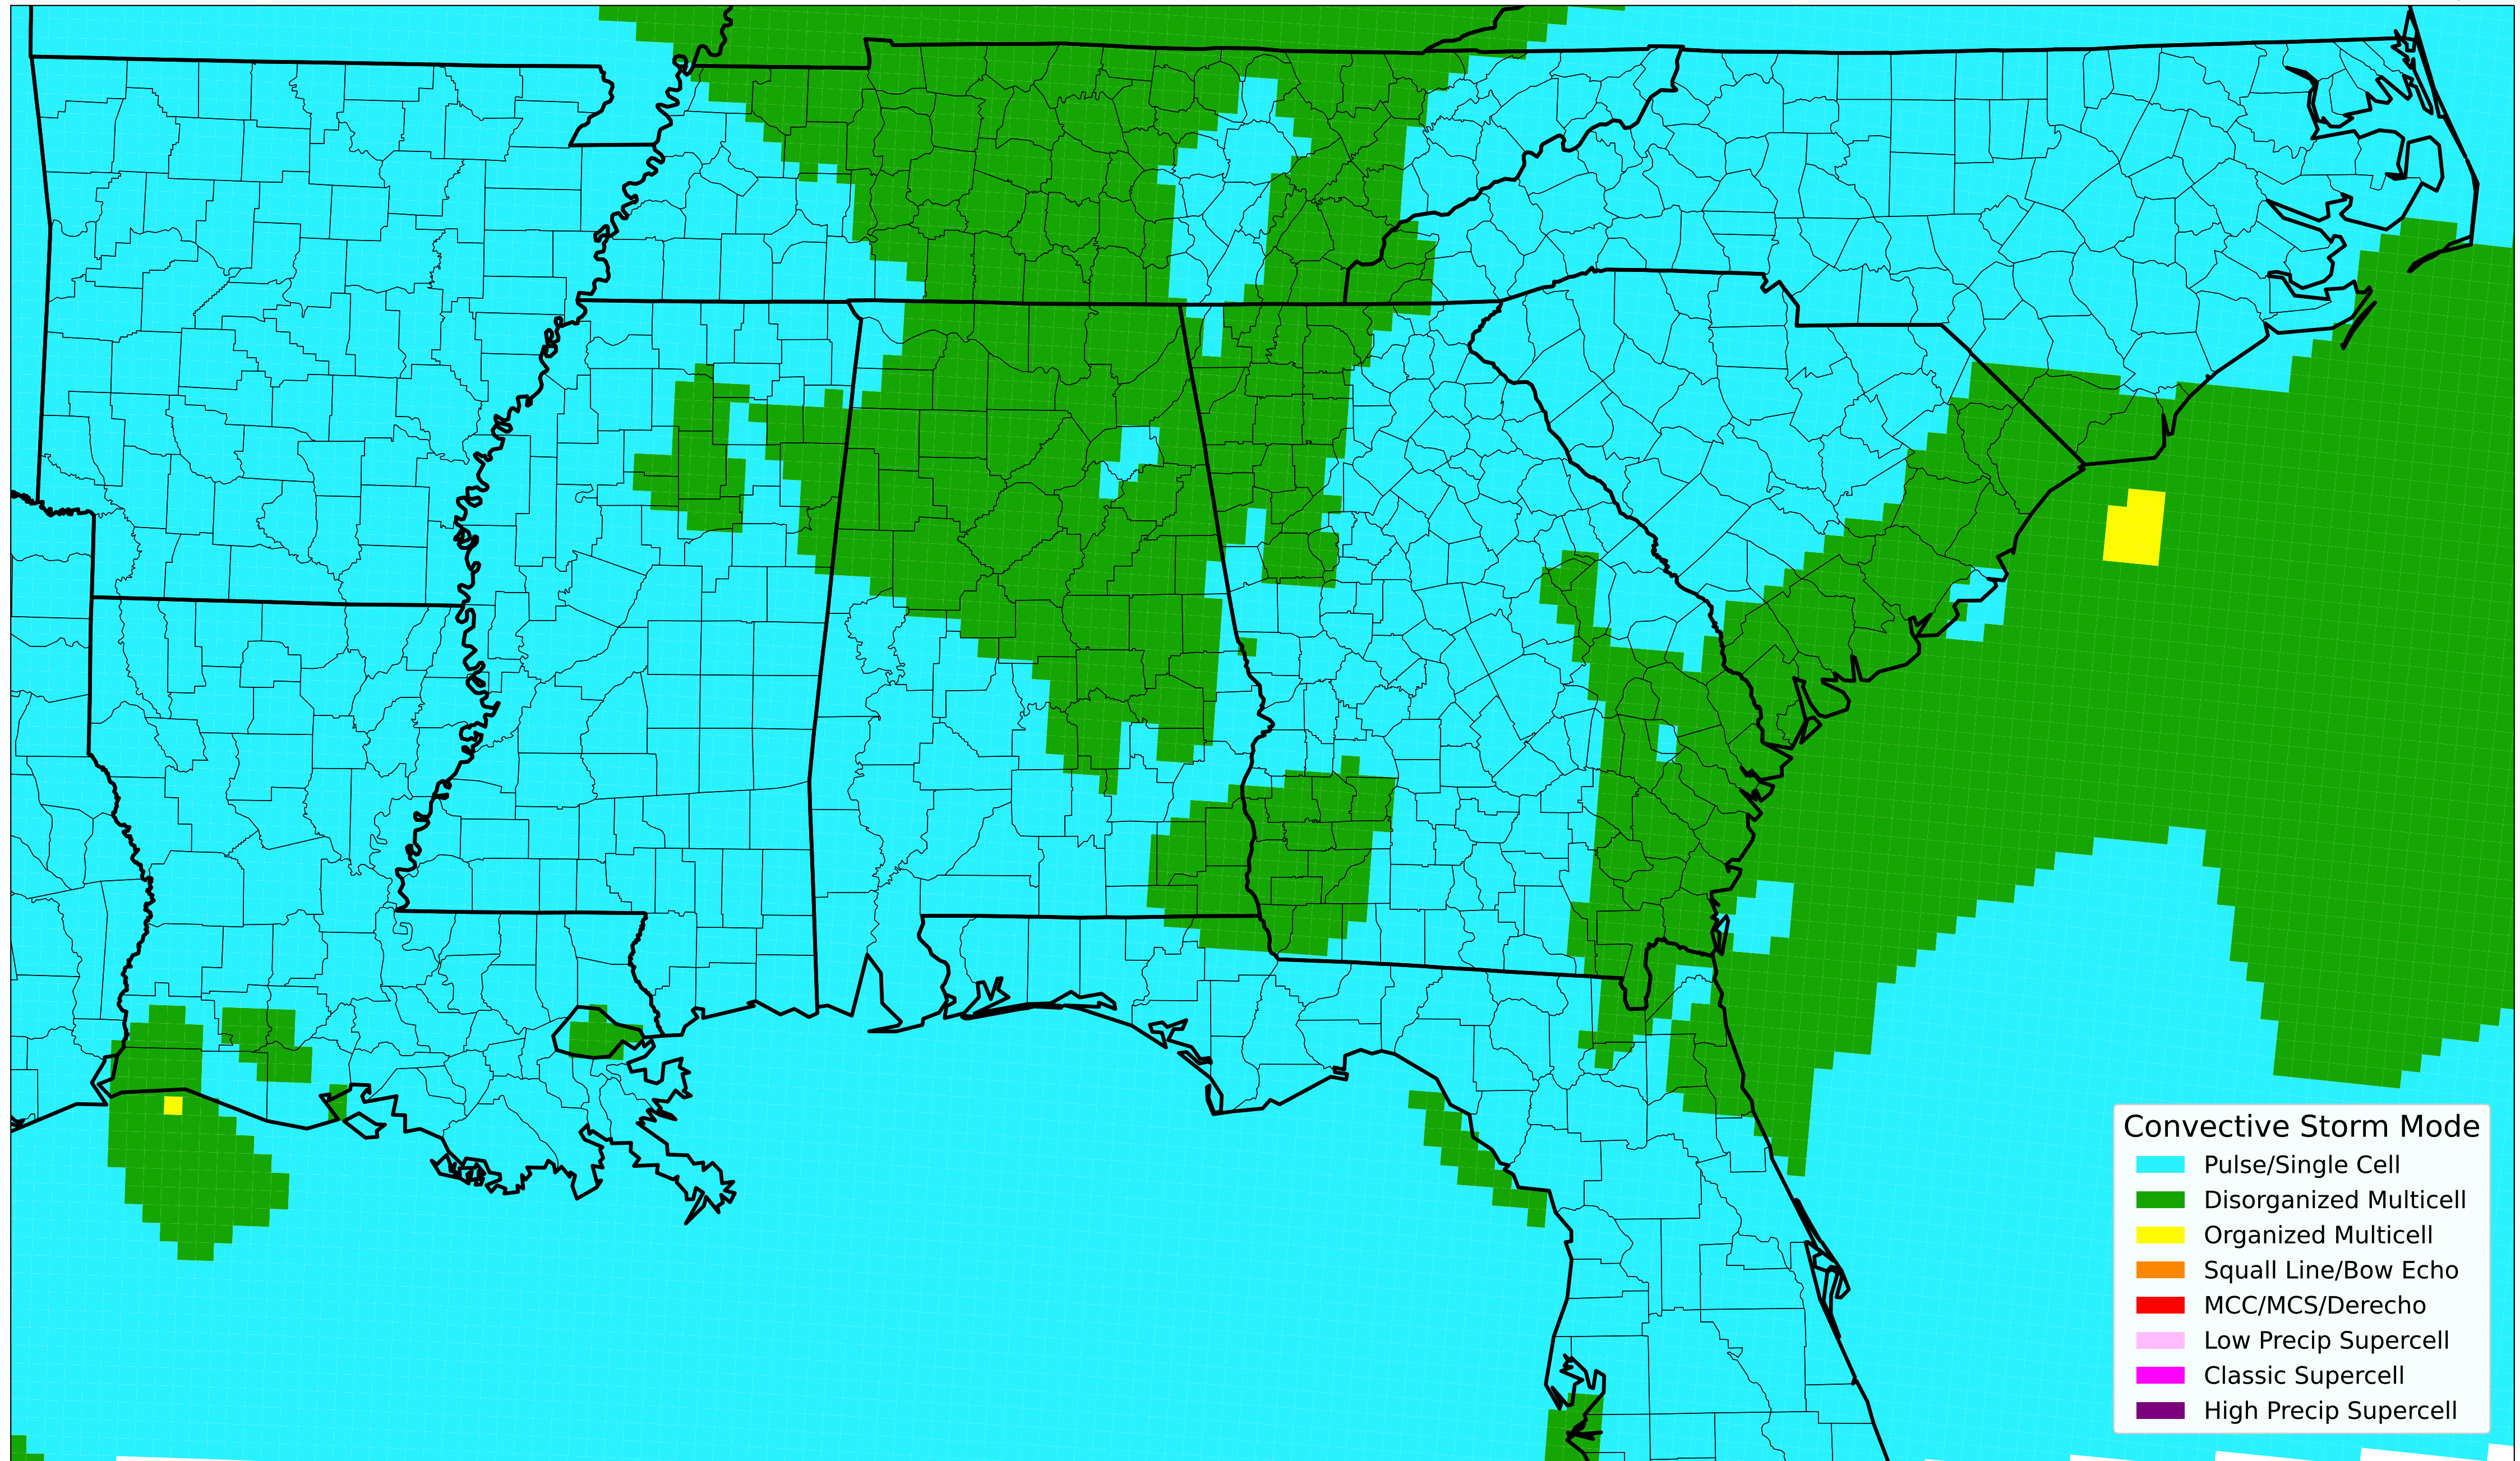 Convective Storm Mode
Pulse/Single Cell
Disorganized Multicell
Organized Multicell
Squall Line/Bow Echo
MCC/MCS/Derecho
Low Precip Supercell
Classic Supercell
High Precip Supercell